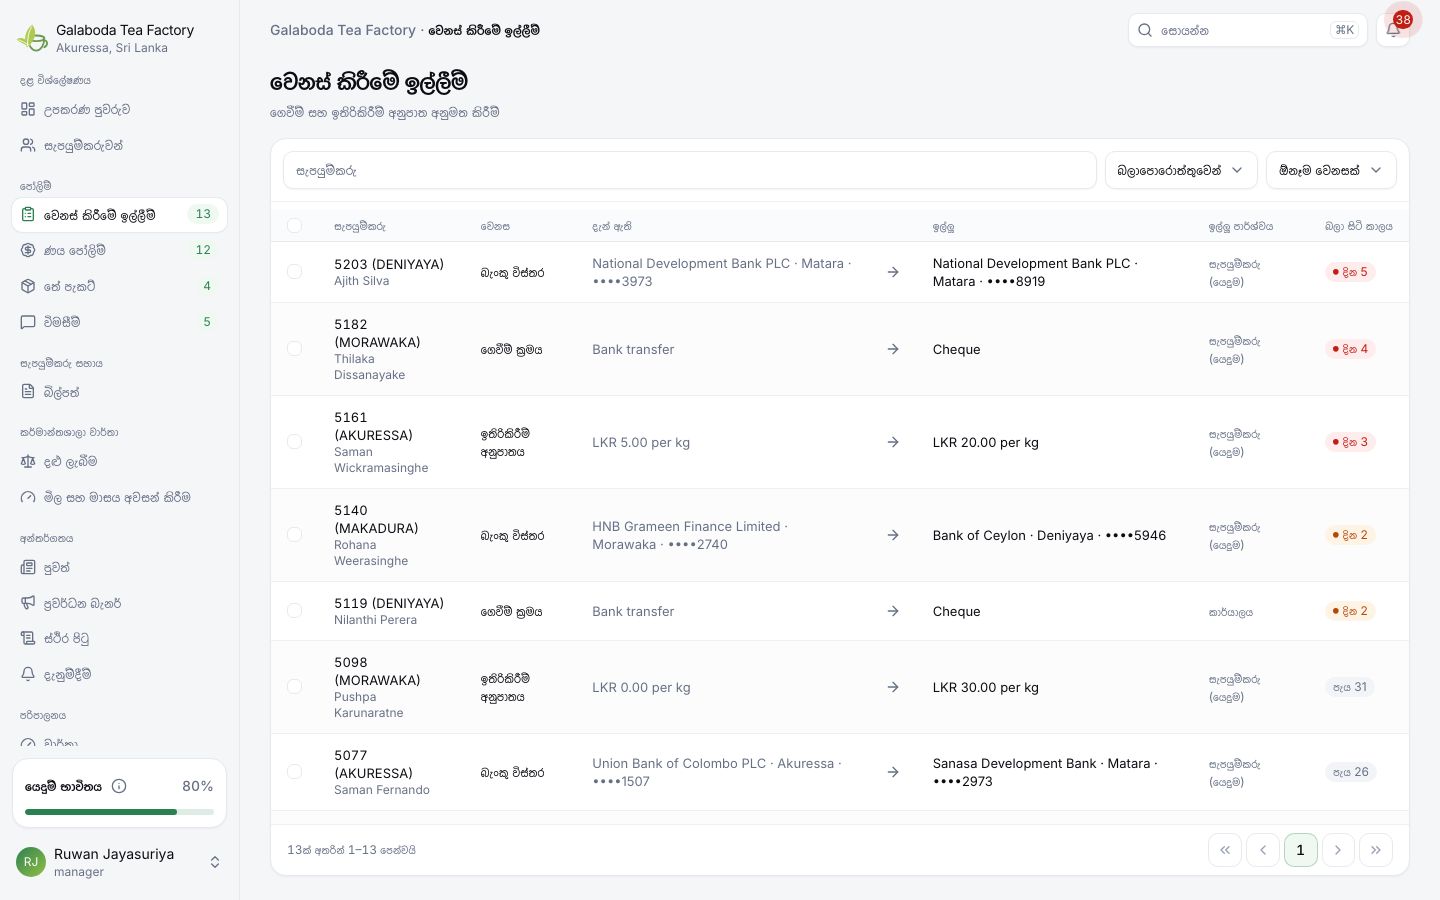 Galaboda Tea Factory
Akuressa, Sri Lanka
දළු විශ්ලේෂණය
උපකරණ පුවරුව
සැපයුම්කරුවන්
පෝලිම්
වෙනස් කිරීමේ ඉල්ලීම් 13
ණය පෝලිම් 12
තේ පැකට් 4
විමසීම් 5
සැපයුම්කරු සහාය
බිල්පත්
කර්මාන්තශාලා වාර්තා
දළු ලැබීම්
මිල සහ මාසය අවසන් කිරීම
අන්තර්ගතය
පුවත්
ප්‍රවර්ධන බැනර්
ස්ථිර පිටු
දැනුම්දීම්
පරිපාලනය
වාර්තා
යෙදුම් භාවිතය 80%
RJ
Ruwan Jayasuriya
manager
Galaboda Tea Factory · වෙනස් කිරීමේ ඉල්ලීම්
සොයන්න ⌘K
38
වෙනස් කිරීමේ ඉල්ලීම්
ගෙවීම් සහ ඉතිරිකිරීම් අනුපාත අනුමත කිරීම්
සැපයුම්කරු
බලාපොරොත්තුවෙන්
ඕනෑම වෙනසක්
සැපයුම්කරු වෙනස දැන් ඇති ඉල්ලූ ඉල්ලූ පාර්ශ්වය බලා සිටි කාලය
5203 (DENIYAYA)
Ajith Silva
බැංකු විස්තර
National Development Bank PLC · Matara ·
••••3973
→
National Development Bank PLC ·
Matara · ••••8919
සැපයුම්කරු
(යෙදුම)
දින 5
5182
(MORAWAKA)
Thilaka
Dissanayake
ගෙවීම් ක්‍රමය
Bank transfer
→
Cheque
සැපයුම්කරු
(යෙදුම)
දින 4
5161
(AKURESSA)
Saman
Wickramasinghe
ඉතිරිකිරීම්
අනුපාතය
LKR 5.00 per kg
→
LKR 20.00 per kg
සැපයුම්කරු
(යෙදුම)
දින 3
5140
(MAKADURA)
Rohana
Weerasinghe
බැංකු විස්තර
HNB Grameen Finance Limited ·
Morawaka · ••••2740
→
Bank of Ceylon · Deniyaya · ••••5946
සැපයුම්කරු
(යෙදුම)
දින 2
5119 (DENIYAYA)
Nilanthi Perera
ගෙවීම් ක්‍රමය
Bank transfer
→
Cheque
කාර්යාලය
දින 2
5098
(MORAWAKA)
Pushpa
Karunaratne
ඉතිරිකිරීම්
අනුපාතය
LKR 0.00 per kg
→
LKR 30.00 per kg
සැපයුම්කරු
(යෙදුම)
පැය 31
5077
(AKURESSA)
Saman Fernando
බැංකු විස්තර
Union Bank of Colombo PLC · Akuressa ·
••••1507
→
Sanasa Development Bank · Matara ·
••••2973
සැපයුම්කරු
(යෙදුම)
පැය 26
13ක් අතරින් 1–13 පෙන්වයි
1